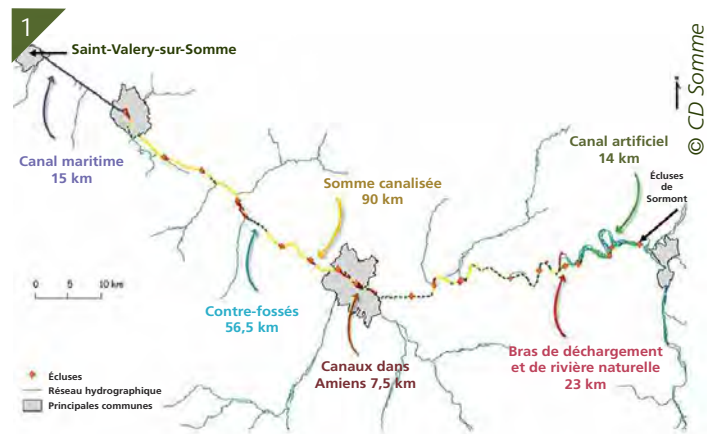 1
Saint-Valery-sur-Somme
© CD Somme
Canal maritime
15 km
Canal artificiel
14 km
Écluses
de
Sormont
Somme canalisée
90 km
0 5 10 km
Contre-fossés
56,5 km
Canaux dans
Amiens 7,5 km
Bras de déchargement
et de rivière naturelle
23 km
Écluses
Réseau hydrographique
Principales communes